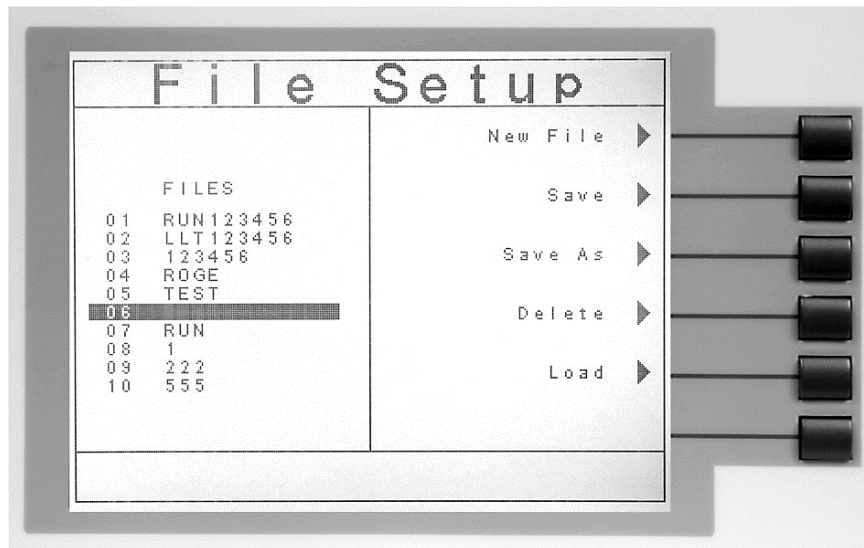 File Setup
FILES
01 RUN123456
02 LLT123456
03 123456
04 ROGE
05 TEST
06
07 RUN
08 1
09 222
10 555
New File
Save
Save As
Delete
Load